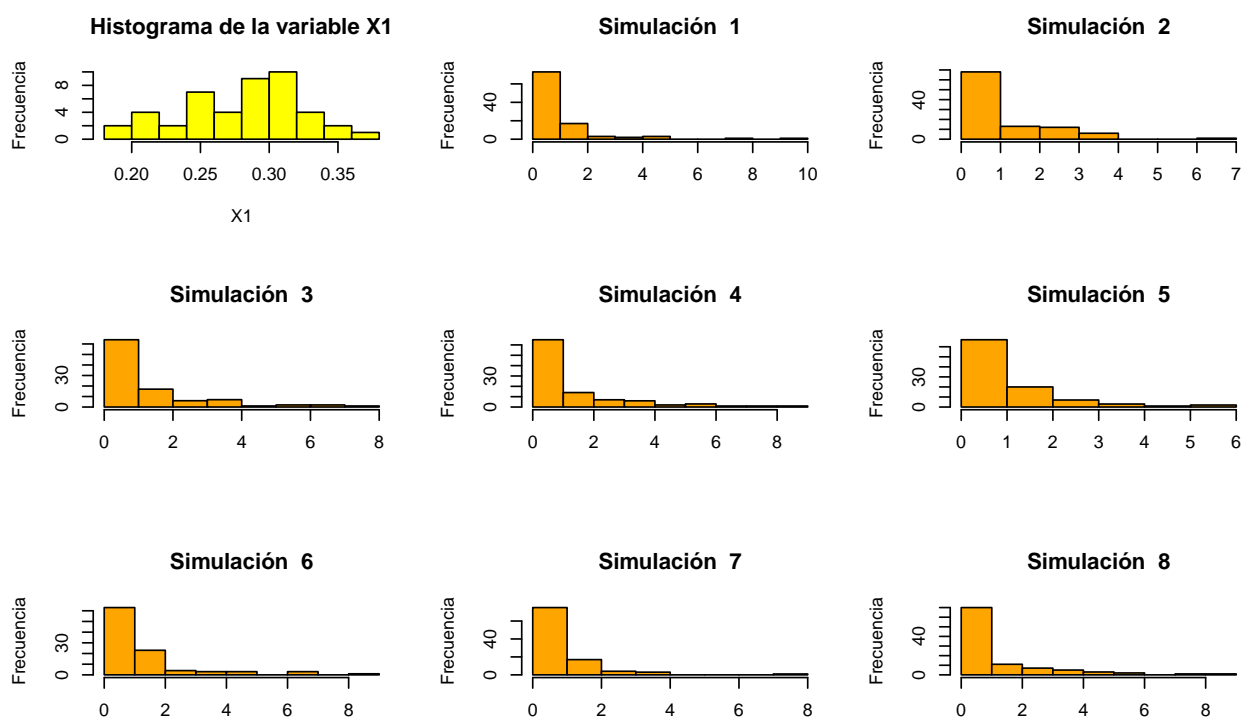 Histograma de la variable X1
Frecuencia
0 4 8
0.20 0.25 0.30 0.35
X1
Simulación 1
Frecuencia
0 40
0 2 4 6 8 10
Simulación 2
Frecuencia
0 40
0 1 2 3 4 5 6 7
Simulación 3
Frecuencia
0 30
0 2 4 6 8
Simulación 4
Frecuencia
0 30
0 2 4 6 8
Simulación 5
Frecuencia
0 30
0 1 2 3 4 5 6
Simulación 6
Frecuencia
0 30
0 2 4 6 8
Simulación 7
Frecuencia
0 40
0 2 4 6 8
Simulación 8
Frecuencia
0 40
0 2 4 6 8